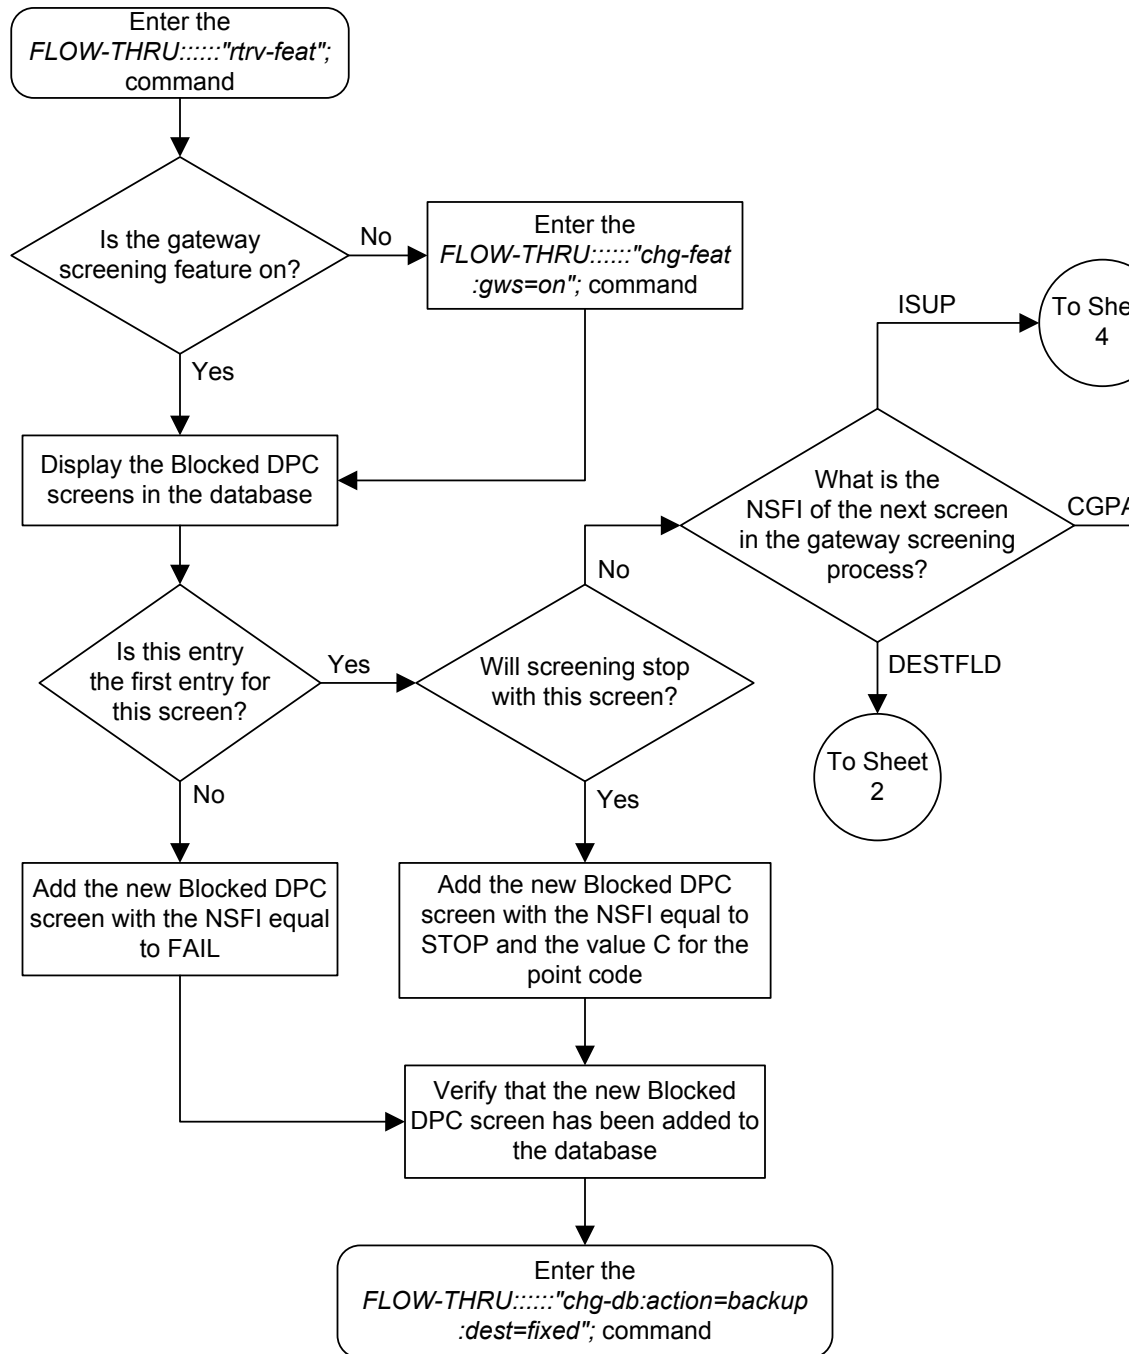 Enter the
FLOW-THRU::::::"rtrv-feat";
command
Is the gateway
screening feature on?
No
Enter the
FLOW-THRU::::::"chg-feat
:gws=on"; command
Yes
ISUP
To She
4
Display the Blocked DPC
screens in the database
What is the
NSFI of the next screen
in the gateway screening
process?
CGPA
No
DESTFLD
Is this entry
the first entry for
this screen?
Yes
Will screening stop
with this screen?
To Sheet
2
No
Yes
Add the new Blocked DPC
screen with the NSFI equal
to FAIL
Add the new Blocked DPC
screen with the NSFI equal to
STOP and the value C for the
point code
Verify that the new Blocked
DPC screen has been added to
the database
Enter the
FLOW-THRU::::::"chg-db:action=backup
:dest=fixed"; command